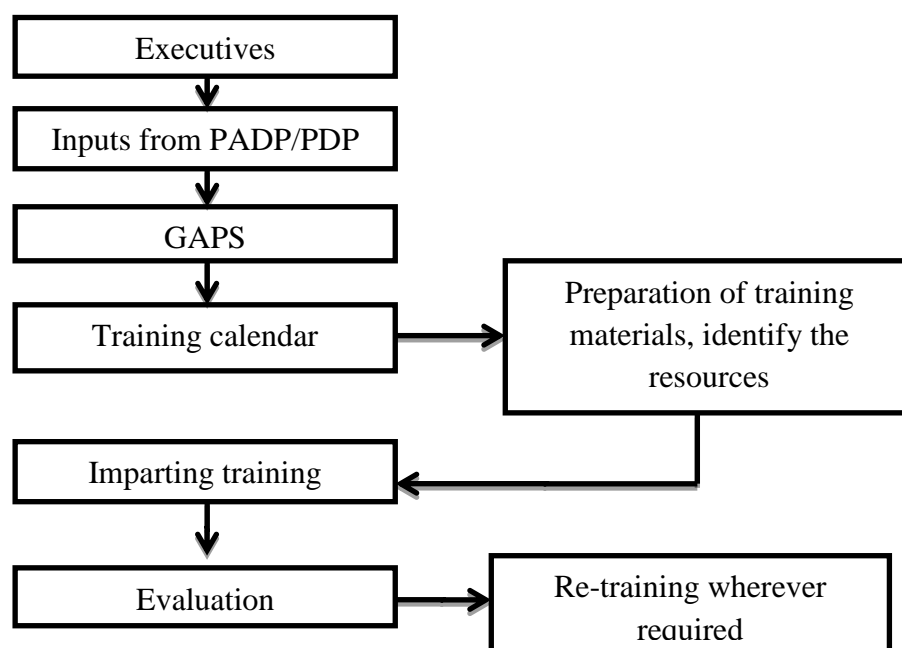 Executives
Inputs from PADP/PDP
GAPS
Training calendar
Preparation of training
materials, identify the
resources
Imparting training
Evaluation
Re-training wherever
required